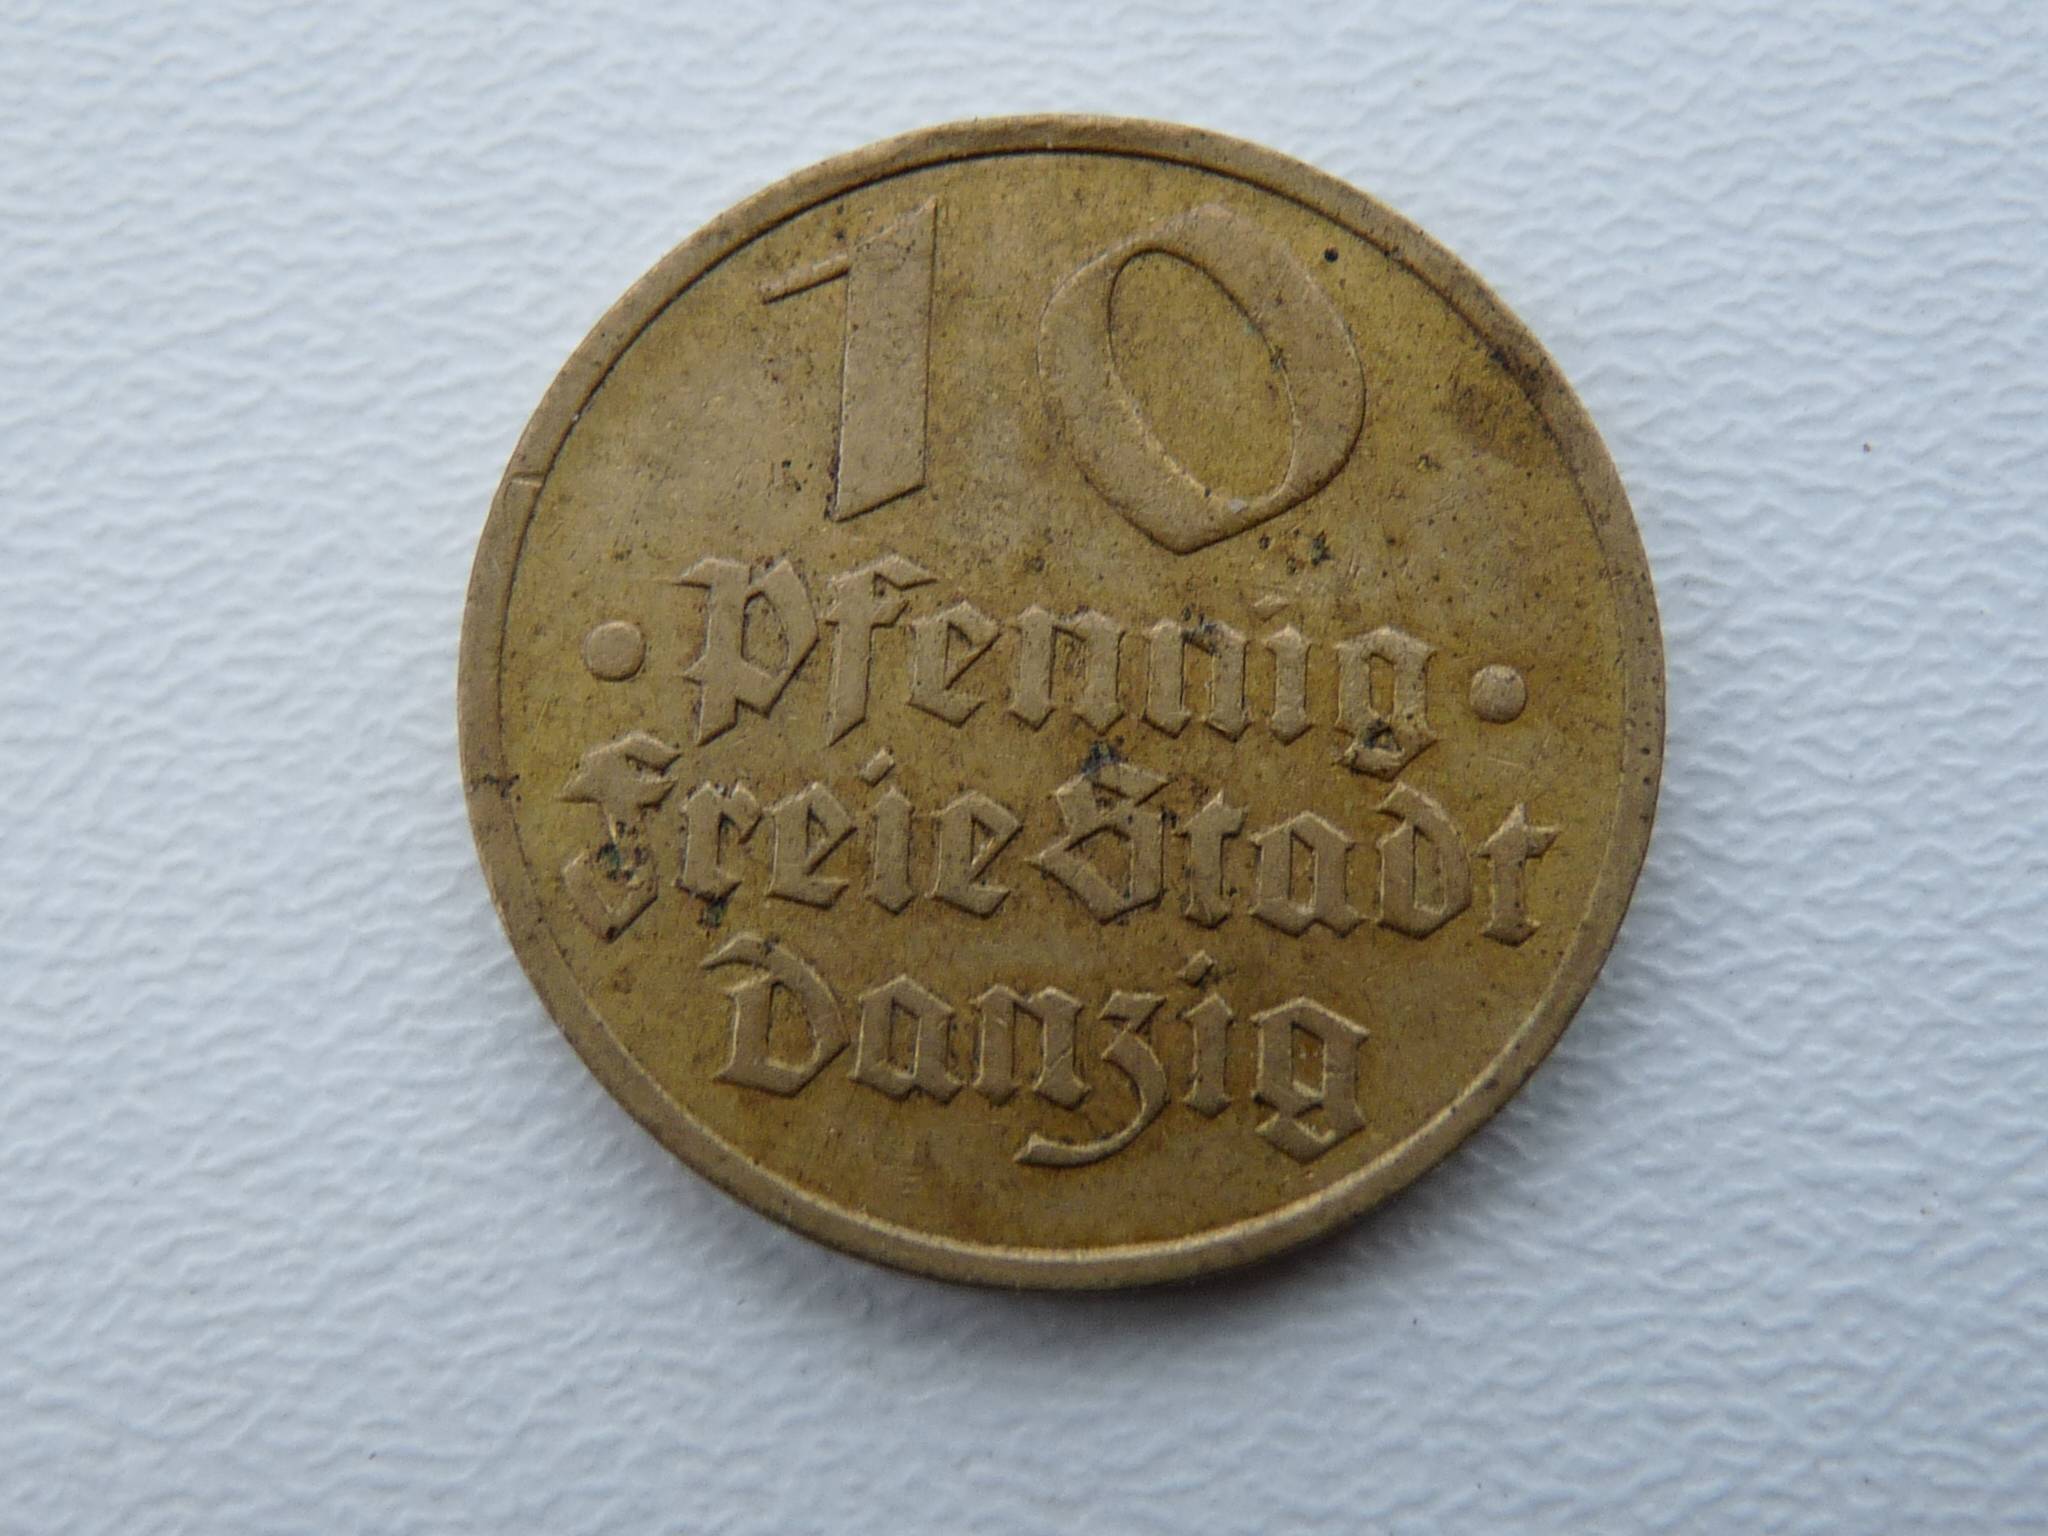 10
· Pfennig ·
Freie Stadt
Danzig